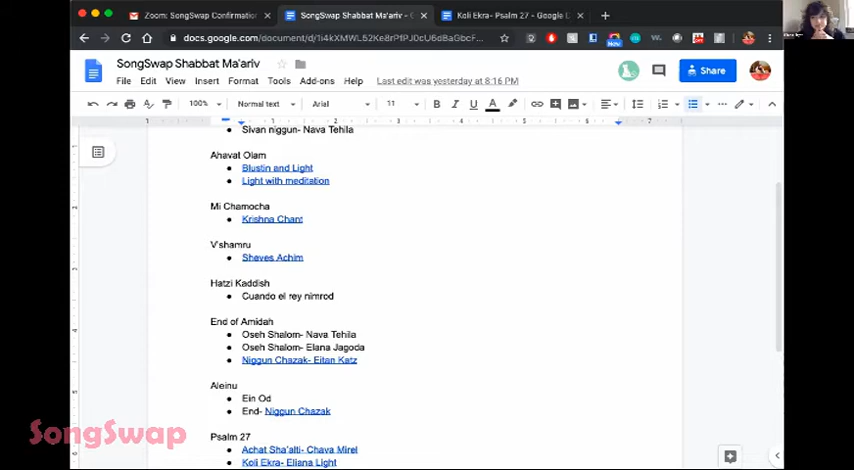 Zoom: SongSwap Confirmation
SongSwap Shabbat Ma'ariv -
Koli Ekra- Psalm 27 - Google D
SongSwap Shabbat Ma'ariv
File Edit View Insert Format Tools Add-ons Help Last edit was yesterday at 8:16 PM
Share
100% Normal text Arial 11
Sivan niggun- Nava Tehila
Ahavat Olam
Blustin and Light
Light with meditation
Mi Chamocha
Krishna Chant
V'shamru
Shaves Achim
Hatzi Kaddish
Cuando el rey nimrod
End of Amidah
Oseh Shalom- Nava Tehila
Oseh Shalom- Elana Jagoda
Niggun Chazak- Eitan Katz
Aleinu
Ein Od
End- Niggun Chazak
Psalm 27
Achat Sha'alti- Chava Mirel
Koli Ekra- Eliana Light
SongSwap